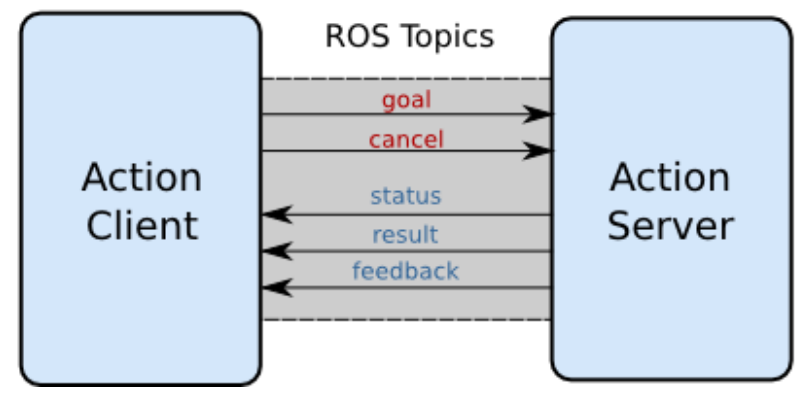 ROS Topics
Action
Client
goal
cancel
status
result
feedback
Action
Server